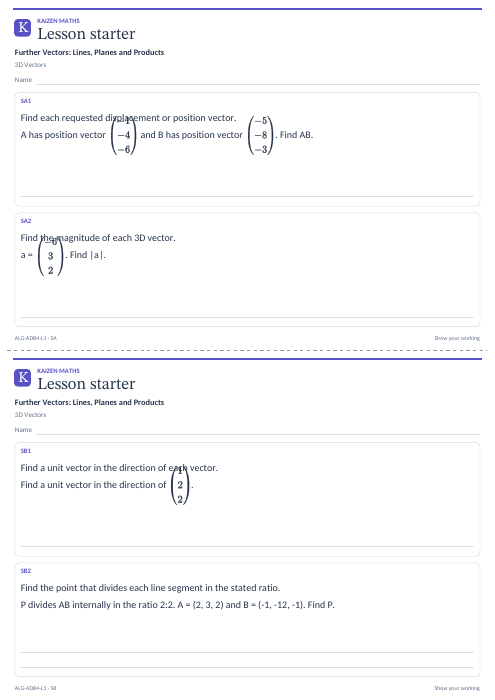 K KAIZEN MATHS
Lesson starter
Further Vectors: Lines, Planes and Products
3D Vectors
Name
SA1
Find each requested displacement or position vector.
A has position vector (−1 −4 −6) and B has position vector (−5 −8 −3). Find AB.
SA2
Find the magnitude of each 3D vector.
a = (−6 3 2). Find |a|.
ALG-ADB4-L1 - SA Show your working
K KAIZEN MATHS
Lesson starter
Further Vectors: Lines, Planes and Products
3D Vectors
Name
SB1
Find a unit vector in the direction of each vector.
Find a unit vector in the direction of (1 2 2).
SB2
Find the point that divides each line segment in the stated ratio.
P divides AB internally in the ratio 2:2. A = (2, 3, 2) and B = (-1, -12, -1). Find P.
ALG-ADB4-L1 - SB Show your working